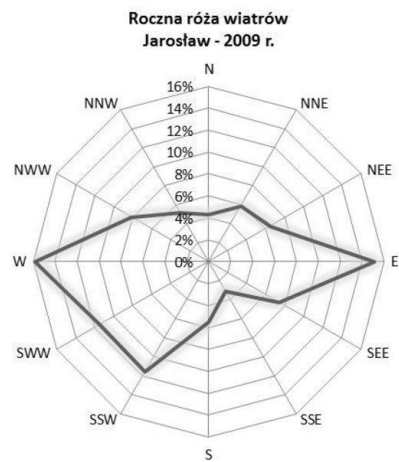 Roczna róża wiatrów
Jarosław - 2009 r.
N
NNE
NEE
E
SEE
SSE
S
SSW
SWW
W
NWW
NNW
16%
14%
12%
10%
8%
6%
4%
2%
0%